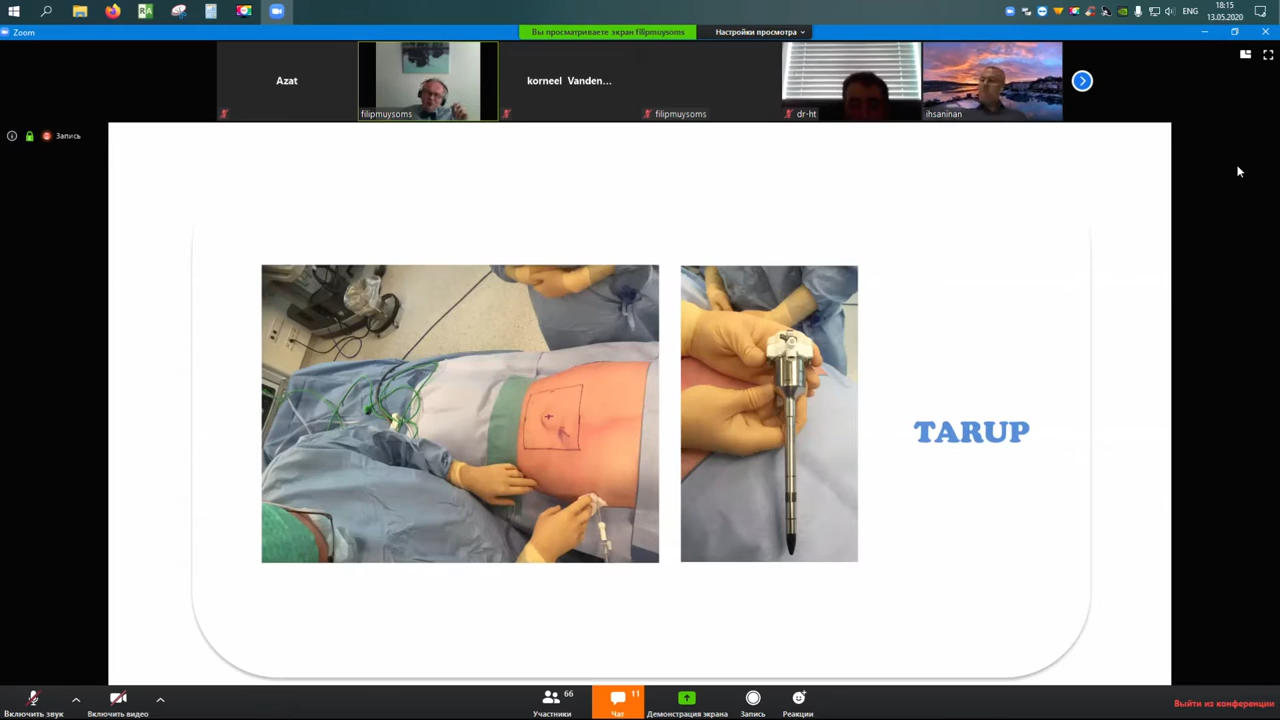 18:15
ENG
13.05.2020
Zoom
Вы просматриваете экран filipmuysoms
Настройки просмотра
Azat
filipmuysoms
korneel Vanden...
filipmuysoms
dr-ht
ihsaninan
Запись
TARUP
Включить звук
Включить видео
66
Участники
11
Чат
Демонстрация экрана
Запись
Реакции
Выйти из конференции